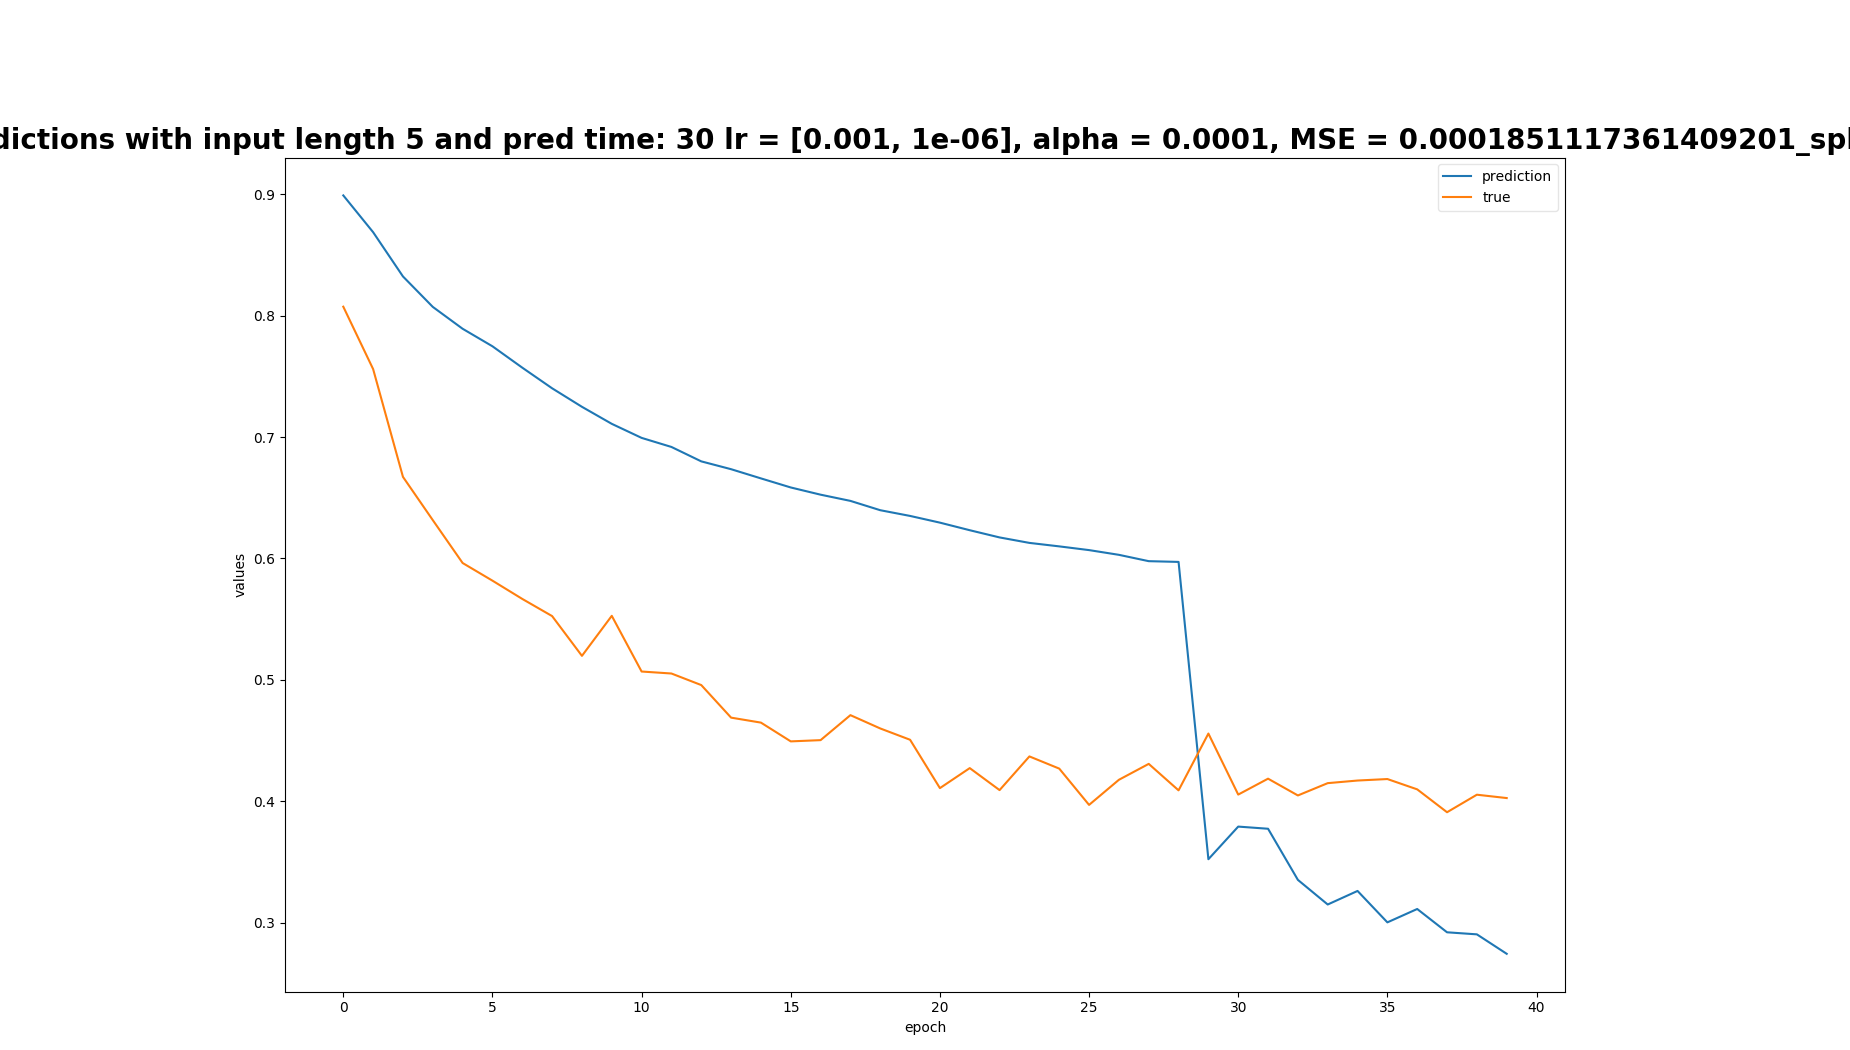 dictions with input length 5 and pred time: 30 lr = [0.001, 1e-06], alpha = 0.0001, MSE = 0.0001851117361409201_spl
prediction
true
0.9
0.8
0.7
0.6
0.5
0.4
0.3
values
0 5 10 15 20 25 30 35 40
epoch